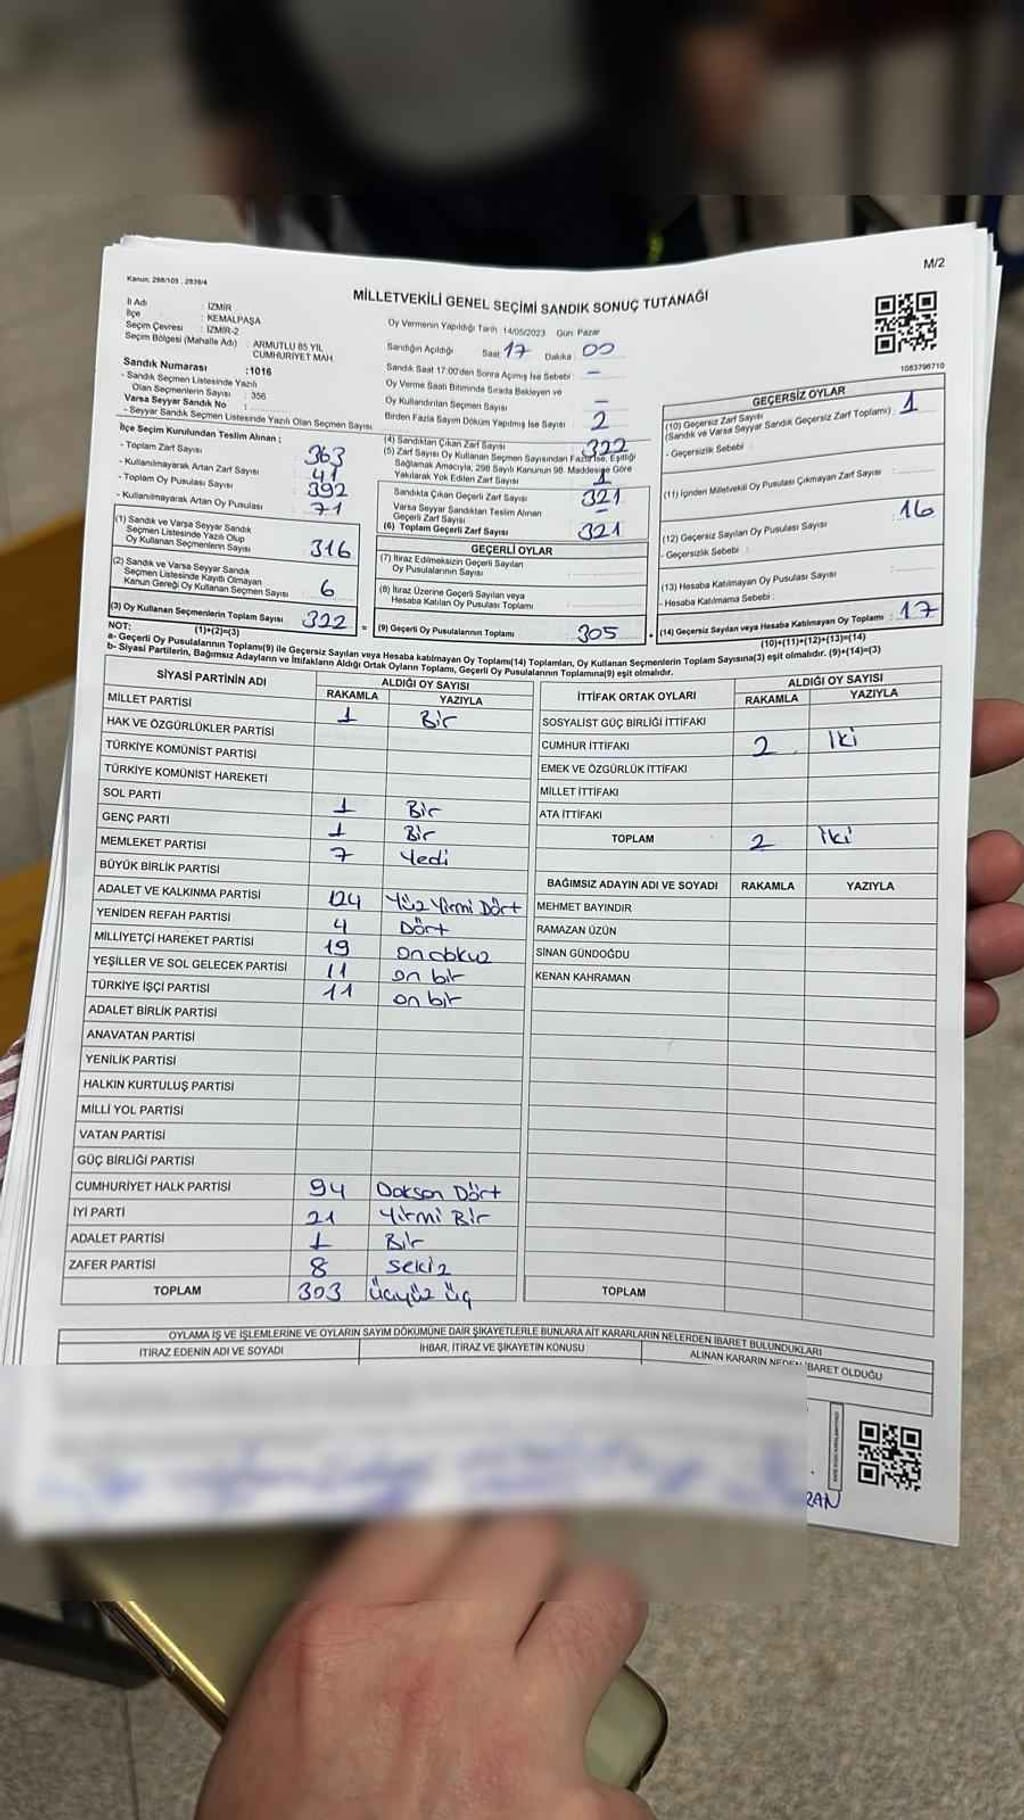 M/2
Kanun: 298/105 , 2839/4
MİLLETVEKİLİ GENEL SEÇİMİ SANDIK SONUÇ TUTANAĞI
İl Adı : İZMİR
İlçe : KEMALPAŞA
Seçim Çevresi : İZMİR-2
Seçim Bölgesi (Mahalle Adı) : ARMUTLU 85 YIL
CUMHURİYET MAH.
Sandık Numarası :1016
- Sandık Seçmen Listesinde Yazılı
Olan Seçmenlerin Sayısı : 356
Varsa Seyyar Sandık No :
- Seyyar Sandık Seçmen Listesinde Yazılı Olan Seçmen Sayısı
Oy Vermenin Yapıldığı Tarih 14/05/2023 Gün: Pazar
Sandığın Açıldığı Saat: 17 Dakika : 00
Sandık Saat 17:00'den Sonra Açılmış İse Sebebi : -
Oy Verme Saati Bitiminde Sırada Bekleyen ve
Oy Kullandırılan Seçmen Sayısı -
Birden Fazla Sayım Döküm Yapılmış İse Sayısı : 2
1083798710
İlçe Seçim Kurulundan Teslim Alınan :
- Toplam Zarf Sayısı 363
- Kullanılmayarak Artan Zarf Sayısı 41
- Toplam Oy Pusulası Sayısı 392
- Kullanılmayarak Artan Oy Pusulası 71
(1) Sandık ve Varsa Seyyar Sandık
Seçmen Listesinde Yazılı Olup
Oy Kullanan Seçmenlerin Sayısı 316
(2) Sandık ve Varsa Seyyar Sandık
Seçmen Listesinde Kayıtlı Olmayan
Kanun Gereği Oy Kullanan Seçmen Sayısı 6
(3) Oy Kullanan Seçmenlerin Toplam Sayısı 322 =
(1)+(2)=(3)
(4) Sandıktan Çıkan Zarf Sayısı 322
(5) Zarf Sayısı Oy Kullanan Seçmen Sayısından Fazla İse, Eşitliği
Sağlamak Amacıyla, 298 Sayılı Kanunun 98. Maddesine Göre
Yakılarak Yok Edilen Zarf Sayısı 1
Sandıkta Çıkan Geçerli Zarf Sayısı 321
Varsa Seyyar Sandıktan Teslim Alınan
Geçerli Zarf Sayısı -
(6) Toplam Geçerli Zarf Sayısı 321
GEÇERLİ OYLAR
(7) İtiraz Edilmeksizin Geçerli Sayılan
Oy Pusulalarının Sayısı
(8) İtiraz Üzerine Geçerli Sayılan veya
Hesaba Katılan Oy Pusulası Toplamı
(9) Geçerli Oy Pusulalarının Toplamı 305 +
GEÇERSİZ OYLAR
(10) Geçersiz Zarf Sayısı
(Sandık ve Varsa Seyyar Sandık Geçersiz Zarf Toplamı) : 1
- Geçersizlik Sebebi :
(11) İçinden Milletvekili Oy Pusulası Çıkmayan Zarf Sayısı :
(12) Geçersiz Sayılan Oy Pusulası Sayısı : 16
- Geçersizlik Sebebi :
(13) Hesaba Katılmayan Oy Pusulası Sayısı :
- Hesaba Katılmama Sebebi :
(14) Geçersiz Sayılan veya Hesaba Katılmayan Oy Toplamı : 17
(10)+(11)+(12)+(13)=(14)
NOT:
a- Geçerli Oy Pusulalarının Toplamı(9) ile Geçersiz Sayılan veya Hesaba katılmayan Oy Toplamı(14) Toplamları, Oy Kullanan Seçmenlerin Toplam Sayısına(3) eşit olmalıdır. (9)+(14)=(3)
b- Siyasi Partilerin, Bağımsız Adayların ve İttifakların Aldığı Ortak Oyların Toplamı, Geçerli Oy Pusulalarının Toplamına(9) eşit olmalıdır.
SİYASİ PARTİNİN ADI ALDIĞI OY SAYISI
RAKAMLA YAZIYLA
MİLLET PARTİSİ 1 Bir
HAK VE ÖZGÜRLÜKLER PARTİSİ
TÜRKİYE KOMÜNİST PARTİSİ
TÜRKİYE KOMÜNİST HAREKETİ
SOL PARTİ 1 Bir
GENÇ PARTİ 1 Bir
MEMLEKET PARTİSİ 7 Yedi
BÜYÜK BİRLİK PARTİSİ
ADALET VE KALKINMA PARTİSİ 124 Yüz Yirmi Dört
YENİDEN REFAH PARTİSİ 4 Dört
MİLLİYETÇİ HAREKET PARTİSİ 19 on dokuz
YEŞİLLER VE SOL GELECEK PARTİSİ 11 on bir
TÜRKİYE İŞÇİ PARTİSİ 11 on bir
ADALET BİRLİK PARTİSİ
ANAVATAN PARTİSİ
YENİLİK PARTİSİ
HALKIN KURTULUŞ PARTİSİ
MİLLİ YOL PARTİSİ
VATAN PARTİSİ
GÜÇ BİRLİĞİ PARTİSİ
CUMHURİYET HALK PARTİSİ 94 Doksan Dört
İYİ PARTİ 21 Yirmi Bir
ADALET PARTİSİ 1 Bir
ZAFER PARTİSİ 8 Sekiz
TOPLAM 303 Üçyüz Üç
İTTİFAK ORTAK OYLARI ALDIĞI OY SAYISI
RAKAMLA YAZIYLA
SOSYALİST GÜÇ BİRLİĞİ İTTİFAKI
CUMHUR İTTİFAKI 2 İki
EMEK VE ÖZGÜRLÜK İTTİFAKI
MİLLET İTTİFAKI
ATA İTTİFAKI
TOPLAM 2 İki
BAĞIMSIZ ADAYIN ADI VE SOYADI RAKAMLA YAZIYLA
MEHMET BAYINDIR
RAMAZAN ÜZÜN
SİNAN GÜNDOĞDU
KENAN KAHRAMAN
TOPLAM
OYLAMA İŞ VE İŞLEMLERİNE VE OYLARIN SAYIM DÖKÜMÜNE DAİR ŞİKAYETLERLE BUNLARA AİT KARARLARIN NELERDEN İBARET BULUNDUKLARI
İTİRAZ EDENİN ADI VE SOYADI İHBAR, İTİRAZ VE ŞİKAYETİN KONUSU ALINAN KARARIN NEDEN İBARET OLDUĞU
RAN